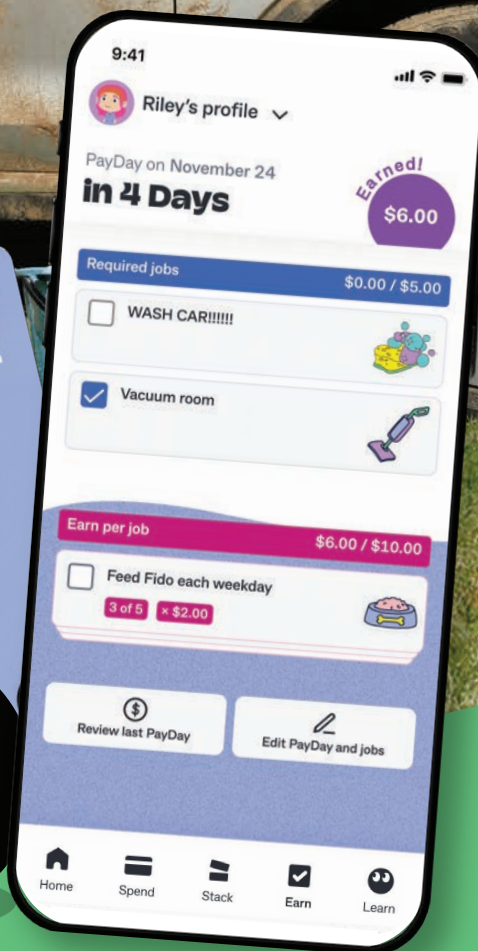 9:41
Riley's profile
PayDay on November 24
in 4 Days
Earned!
$6.00
Required jobs $0.00 / $5.00
WASH CAR!!!!!!
Vacuum room
Earn per job $6.00 / $10.00
Feed Fido each weekday
3 of 5 × $2.00
Review last PayDay
Edit PayDay and jobs
Home Spend Stack Earn Learn